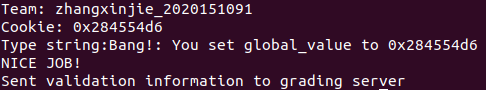 Team: zhangxinjie_2020151091
Cookie: 0x284554d6
Type string:Bang!: You set global_value to 0x284554d6
NICE JOB!
Sent validation information to grading server